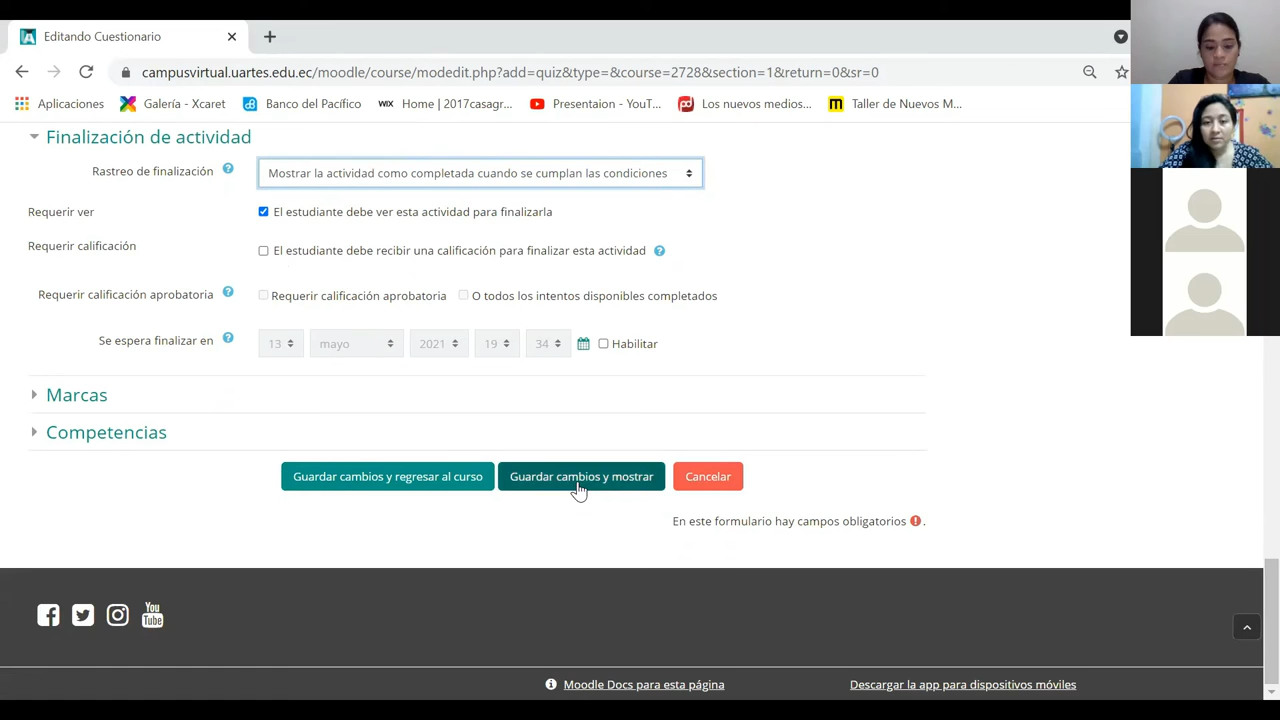 Editando Cuestionario
campusvirtual.uartes.edu.ec/moodle/course/modedit.php?add=quiz&type=&course=2728&section=1&return=0&sr=0
Aplicaciones Galería - Xcaret Banco del Pacífico WIX Home | 2017casagr... Presentaion - YouT... Los nuevos medios... Taller de Nuevos M...
Finalización de actividad
Rastreo de finalización Mostrar la actividad como completada cuando se cumplan las condiciones
Requerir ver El estudiante debe ver esta actividad para finalizarla
Requerir calificación El estudiante debe recibir una calificación para finalizar esta actividad
Requerir calificación aprobatoria Requerir calificación aprobatoria O todos los intentos disponibles completados
Se espera finalizar en 13 mayo 2021 19 34 Habilitar
Marcas
Competencias
Guardar cambios y regresar al curso Guardar cambios y mostrar Cancelar
En este formulario hay campos obligatorios .
You Tube
Moodle Docs para esta página Descargar la app para dispositivos móviles